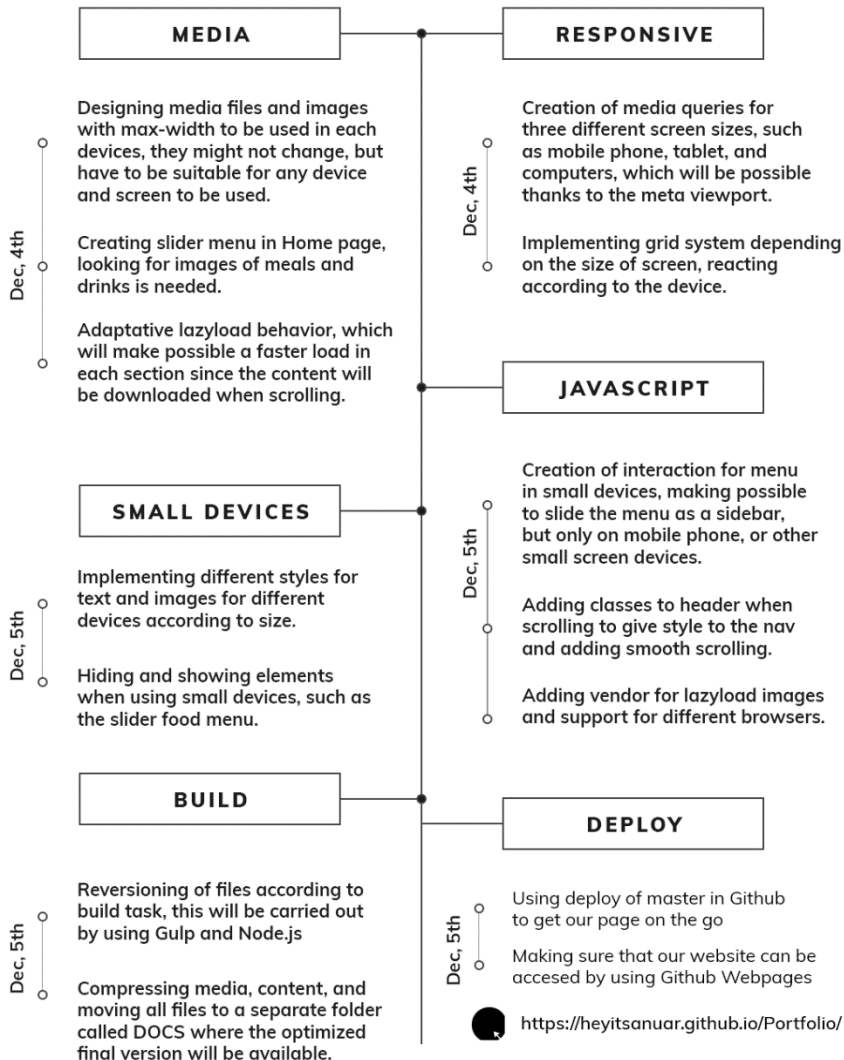 MEDIA
Dec, 4th
Designing media files and images
with max-width to be used in each
devices, they might not change, but
have to be suitable for any device
and screen to be used.
Creating slider menu in Home page,
looking for images of meals and
drinks is needed.
Adaptative lazyload behavior, which
will make possible a faster load in
each section since the content will
be downloaded when scrolling.
RESPONSIVE
Dec, 4th
Creation of media queries for
three different screen sizes, such
as mobile phone, tablet, and
computers, which will be possible
thanks to the meta viewport.
Implementing grid system depending
on the size of screen, reacting
according to the device.
JAVASCRIPT
Dec, 5th
Creation of interaction for menu
in small devices, making possible
to slide the menu as a sidebar,
but only on mobile phone, or other
small screen devices.
Adding classes to header when
scrolling to give style to the nav
and adding smooth scrolling.
Adding vendor for lazyload images
and support for different browsers.
SMALL DEVICES
Dec, 5th
Implementing different styles for
text and images for different
devices according to size.
Hiding and showing elements
when using small devices, such as
the slider food menu.
BUILD
Dec, 5th
Reversioning of files according to
build task, this will be carried out
by using Gulp and Node.js
Compressing media, content, and
moving all files to a separate folder
called DOCS where the optimized
final version will be available.
DEPLOY
Dec, 5th
Using deploy of master in Github
to get our page on the go
Making sure that our website can be
accesed by using Github Webpages
https://heyitsanuar.github.io/Portfolio/